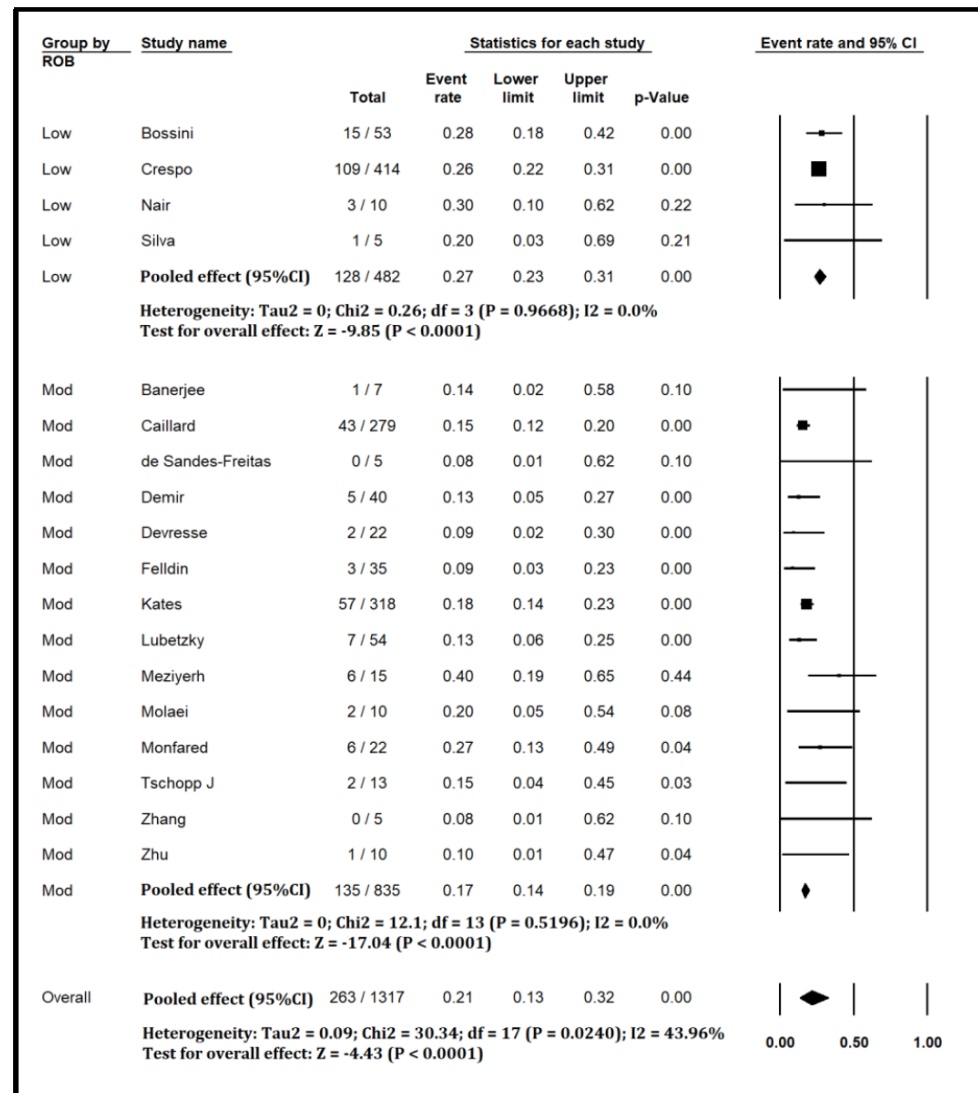 Group by Study name Statistics for each study Event rate and 95% CI
ROB
Event Lower Upper
Total rate limit limit p-Value
Low Bossini 15 / 53 0.28 0.18 0.42 0.00
Low Crespo 109 / 414 0.26 0.22 0.31 0.00
Low Nair 3 / 10 0.30 0.10 0.62 0.22
Low Silva 1 / 5 0.20 0.03 0.69 0.21
Low Pooled effect (95%CI) 128 / 482 0.27 0.23 0.31 0.00
Heterogeneity: Tau2 = 0; Chi2 = 0.26; df = 3 (P = 0.9668); I2 = 0.0%
Test for overall effect: Z = -9.85 (P < 0.0001)
Mod Banerjee 1 / 7 0.14 0.02 0.58 0.10
Mod Caillard 43 / 279 0.15 0.12 0.20 0.00
Mod de Sandes-Freitas 0 / 5 0.08 0.01 0.62 0.10
Mod Demir 5 / 40 0.13 0.05 0.27 0.00
Mod Devresse 2 / 22 0.09 0.02 0.30 0.00
Mod Felldin 3 / 35 0.09 0.03 0.23 0.00
Mod Kates 57 / 318 0.18 0.14 0.23 0.00
Mod Lubetzky 7 / 54 0.13 0.06 0.25 0.00
Mod Meziyerh 6 / 15 0.40 0.19 0.65 0.44
Mod Molaei 2 / 10 0.20 0.05 0.54 0.08
Mod Monfared 6 / 22 0.27 0.13 0.49 0.04
Mod Tschopp J 2 / 13 0.15 0.04 0.45 0.03
Mod Zhang 0 / 5 0.08 0.01 0.62 0.10
Mod Zhu 1 / 10 0.10 0.01 0.47 0.04
Mod Pooled effect (95%CI) 135 / 835 0.17 0.14 0.19 0.00
Heterogeneity: Tau2 = 0; Chi2 = 12.1; df = 13 (P = 0.5196); I2 = 0.0%
Test for overall effect: Z = -17.04 (P < 0.0001)
Overall Pooled effect (95%CI) 263 / 1317 0.21 0.13 0.32 0.00
Heterogeneity: Tau2 = 0.09; Chi2 = 30.34; df = 17 (P = 0.0240); I2 = 43.96%
Test for overall effect: Z = -4.43 (P < 0.0001)
0.00 0.50 1.00